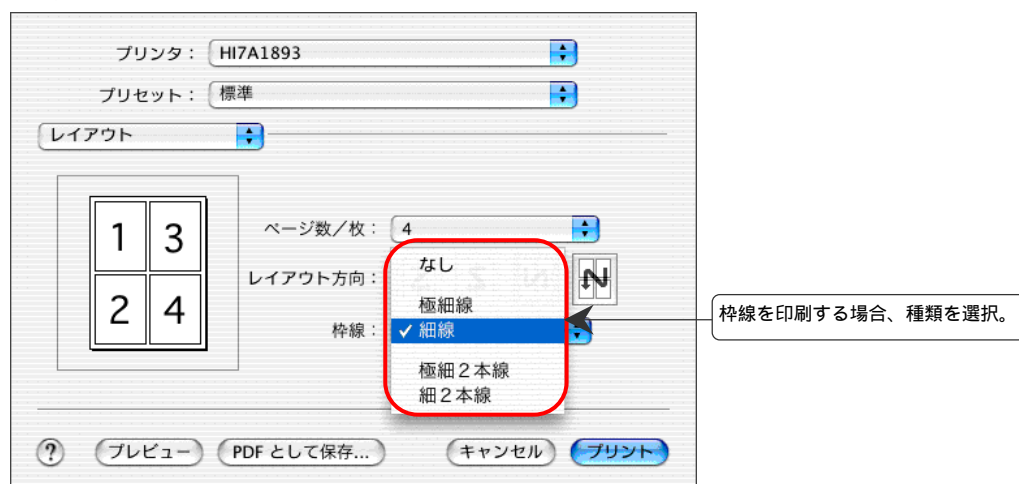 プリンタ： HI7A1893
プリセット： 標準
レイアウト
1 3
2 4
ページ数／枚： 4
レイアウト方向：
枠線：
なし
極細線
✓ 細線
極細２本線
細２本線
枠線を印刷する場合、種類を選択。
? プレビュー PDF として保存... キャンセル プリント